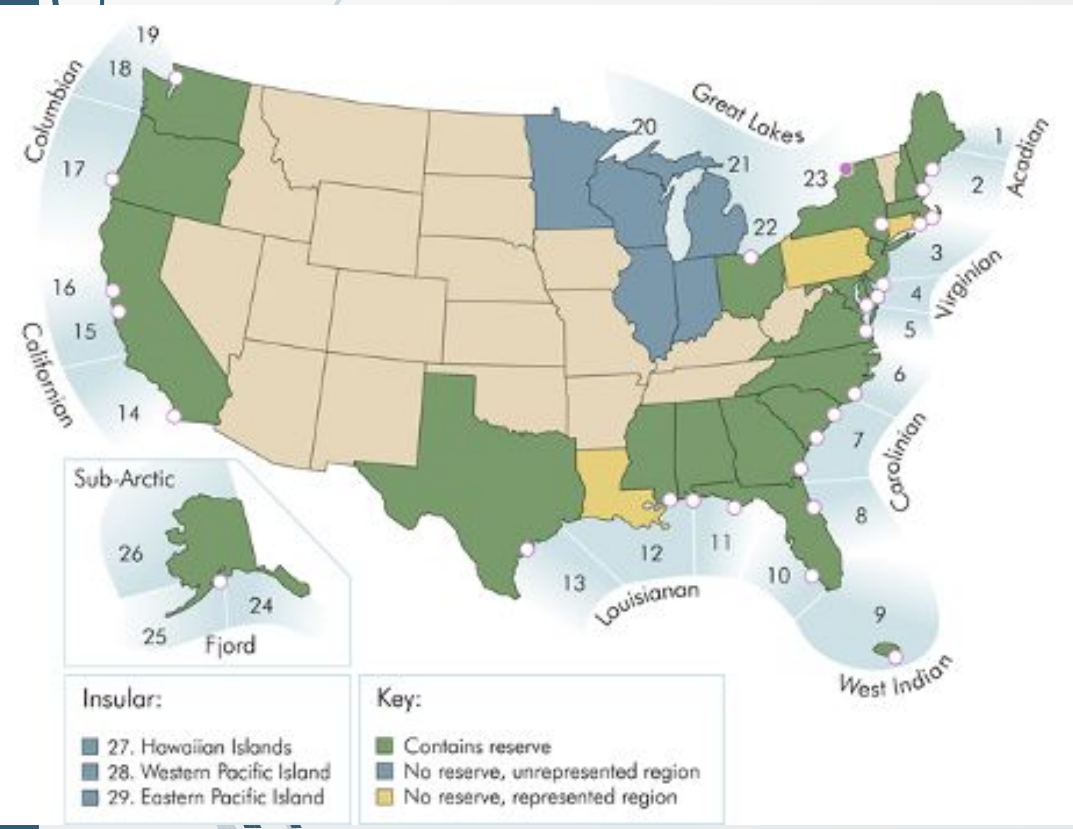 19
18
Columbian
17
16
15
Californian
14
20
Great Lakes
21
22
23
1
Acadian
2
3
Virginian
4
5
6
7
Carolinian
8
9
West Indian
10
11
12
Louisianan
13
Sub-Arctic
26
24
25
Fjord
Insular:
27. Hawaiian Islands
28. Western Pacific Island
29. Eastern Pacific Island
Key:
Contains reserve
No reserve, unrepresented region
No reserve, represented region